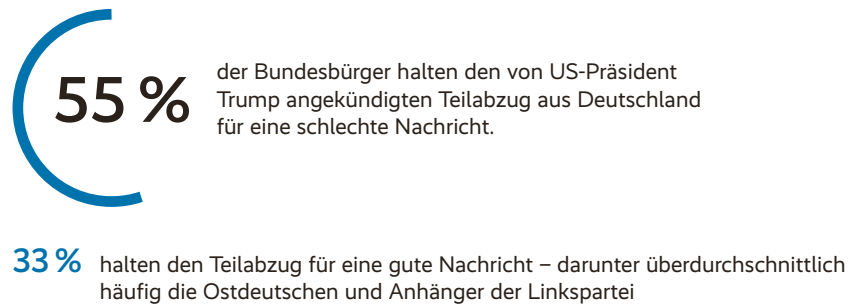 55 %
der Bundesbürger halten den von US-Präsident
Trump angekündigten Teilabzug aus Deutschland
für eine schlechte Nachricht.
33 % halten den Teilabzug für eine gute Nachricht – darunter überdurchschnittlich
häufig die Ostdeutschen und Anhänger der Linkspartei